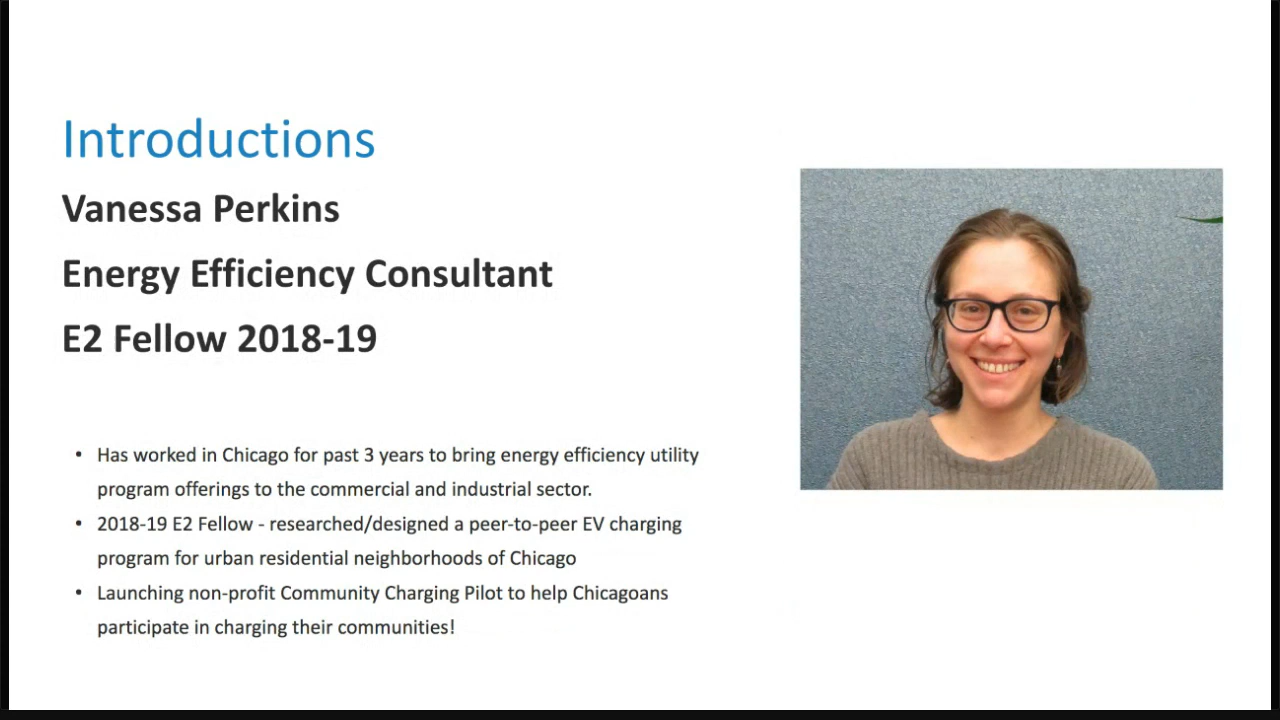 Introductions
Vanessa Perkins
Energy Efficiency Consultant
E2 Fellow 2018-19
• Has worked in Chicago for past 3 years to bring energy efficiency utility
program offerings to the commercial and industrial sector.
• 2018-19 E2 Fellow - researched/designed a peer-to-peer EV charging
program for urban residential neighborhoods of Chicago
• Launching non-profit Community Charging Pilot to help Chicagoans
participate in charging their communities!